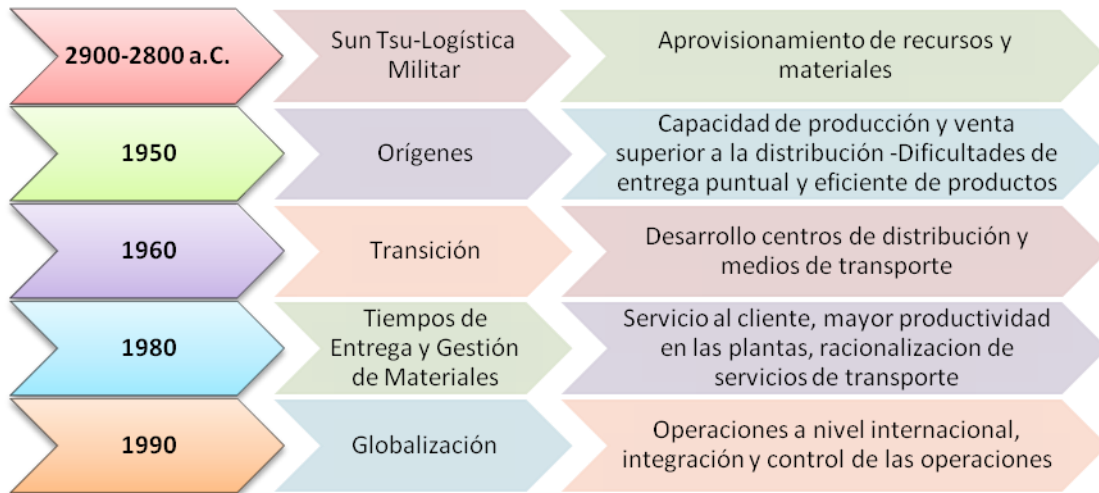 2900-2800 a.C.
Sun Tsu-Logística
Militar
Aprovisionamiento de recursos y
materiales
1950
Orígenes
Capacidad de producción y venta
superior a la distribución -Dificultades de
entrega puntual y eficiente de productos
1960
Transición
Desarrollo centros de distribución y
medios de transporte
1980
Tiempos de
Entrega y Gestión
de Materiales
Servicio al cliente, mayor productividad
en las plantas, racionalizacion de
servicios de transporte
1990
Globalización
Operaciones a nivel internacional,
integración y control de las operaciones